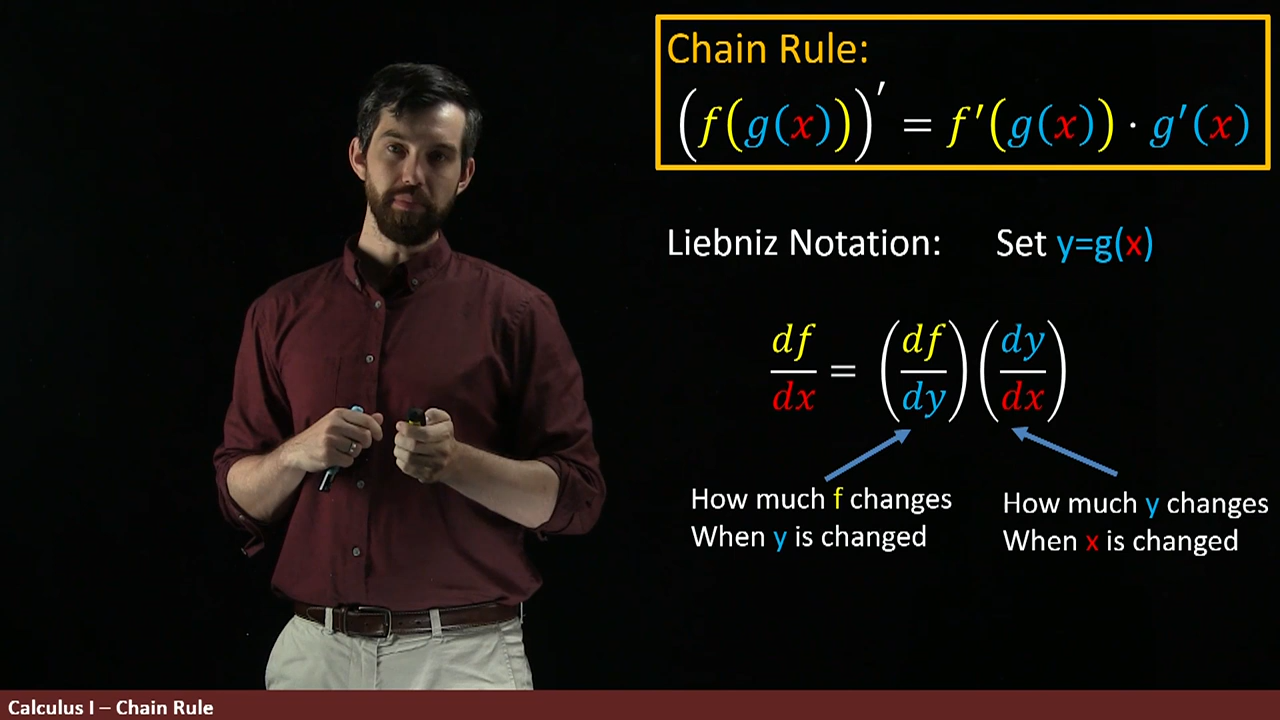 Chain Rule:
(f(g(x)))′ = f′(g(x)) · g′(x)
Liebniz Notation: Set y=g(x)
df/dx = (df/dy)(dy/dx)
How much f changes
When y is changed
How much y changes
When x is changed
Calculus I – Chain Rule